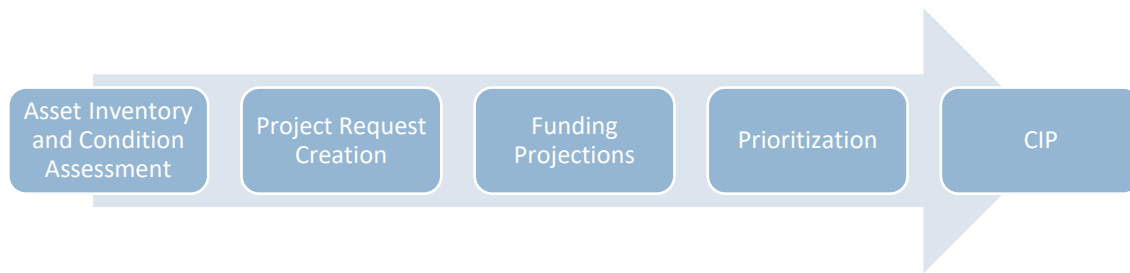 Asset Inventory
and Condition
Assessment
Project Request
Creation
Funding
Projections
Prioritization
CIP